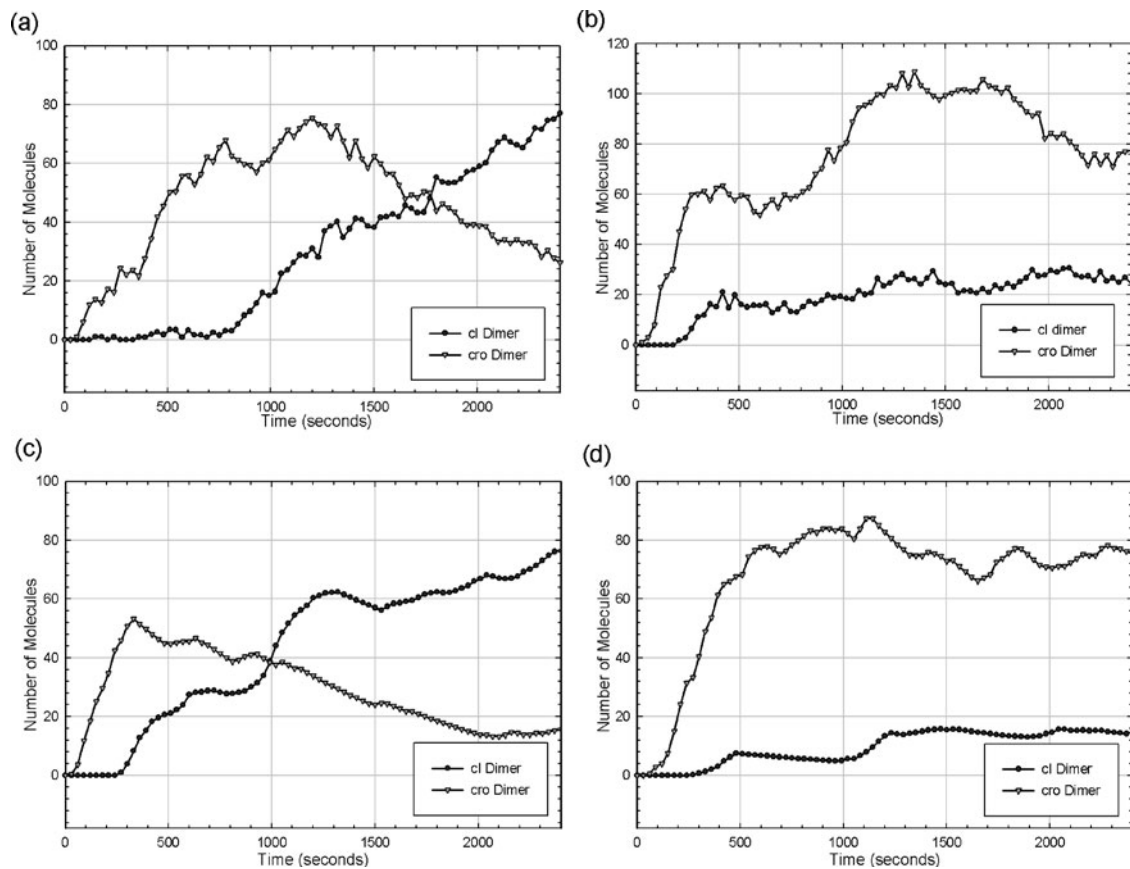 (a)
100
80
60
40
20
0
Number of Molecules
cI Dimer
cro Dimer
0 500 1000 1500 2000
Time (seconds)
(b)
120
100
80
60
40
20
0
Number of Molecules
cI dimer
cro Dimer
0 500 1000 1500 2000
Time (seconds)
(c)
100
80
60
40
20
0
Number of Molecules
cI Dimer
cro Dimer
0 500 1000 1500 2000
Time (seconds)
(d)
100
80
60
40
20
0
Number of Molecules
cI Dimer
cro Dimer
0 500 1000 1500 2000
Time (seconds)